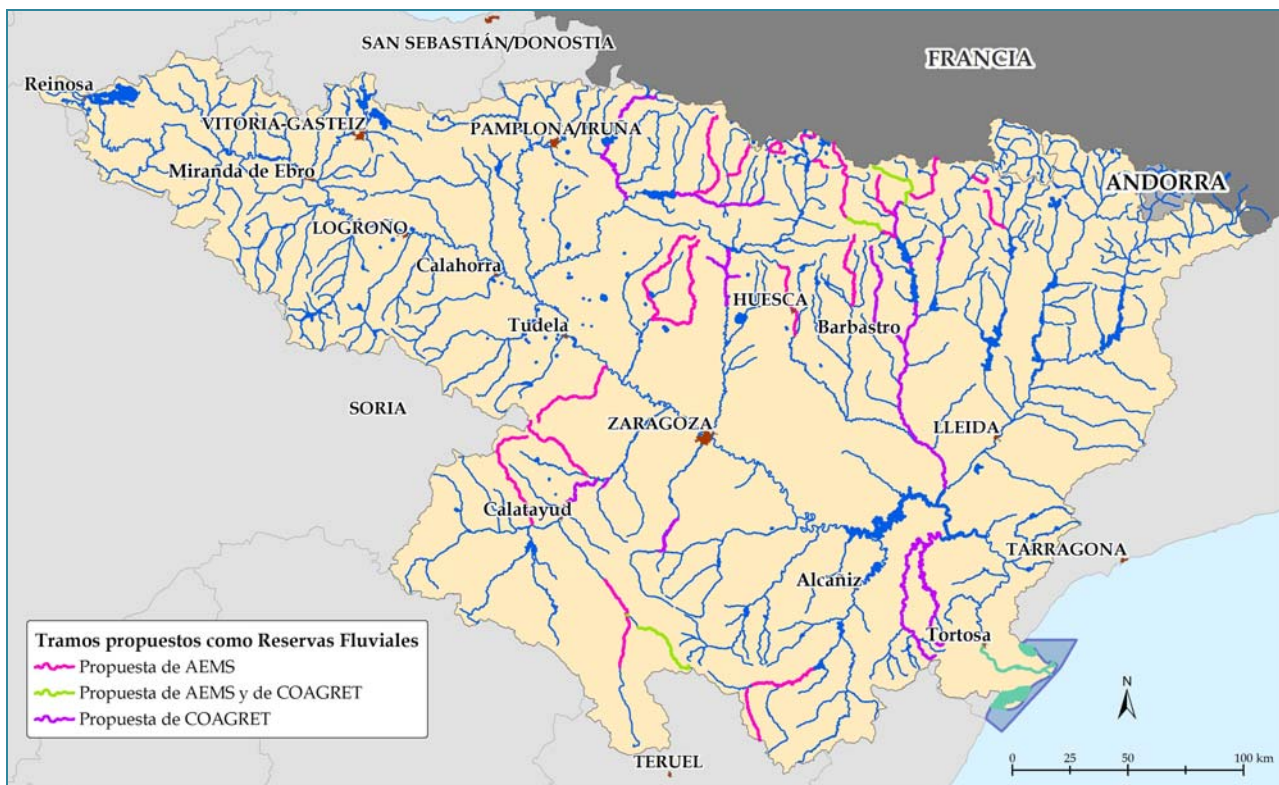 SAN SEBASTIÁN/DONOSTIA
FRANCIA
Reinosa
VITORIA-GASTEIZ
PAMPLONA/IRUÑA
Miranda de Ebro
ANDORRA
LOGROÑO
Calahorra
HUESCA
Tudela
Barbastro
SORIA
ZARAGOZA
LLEIDA
Calatayud
TARRAGONA
Alcañiz
Tortosa
Tramos propuestos como Reservas Fluviales
Propuesta de AEMS
Propuesta de AEMS y de COAGRET
Propuesta de COAGRET
N
TERUEL
0 25 50 100 km